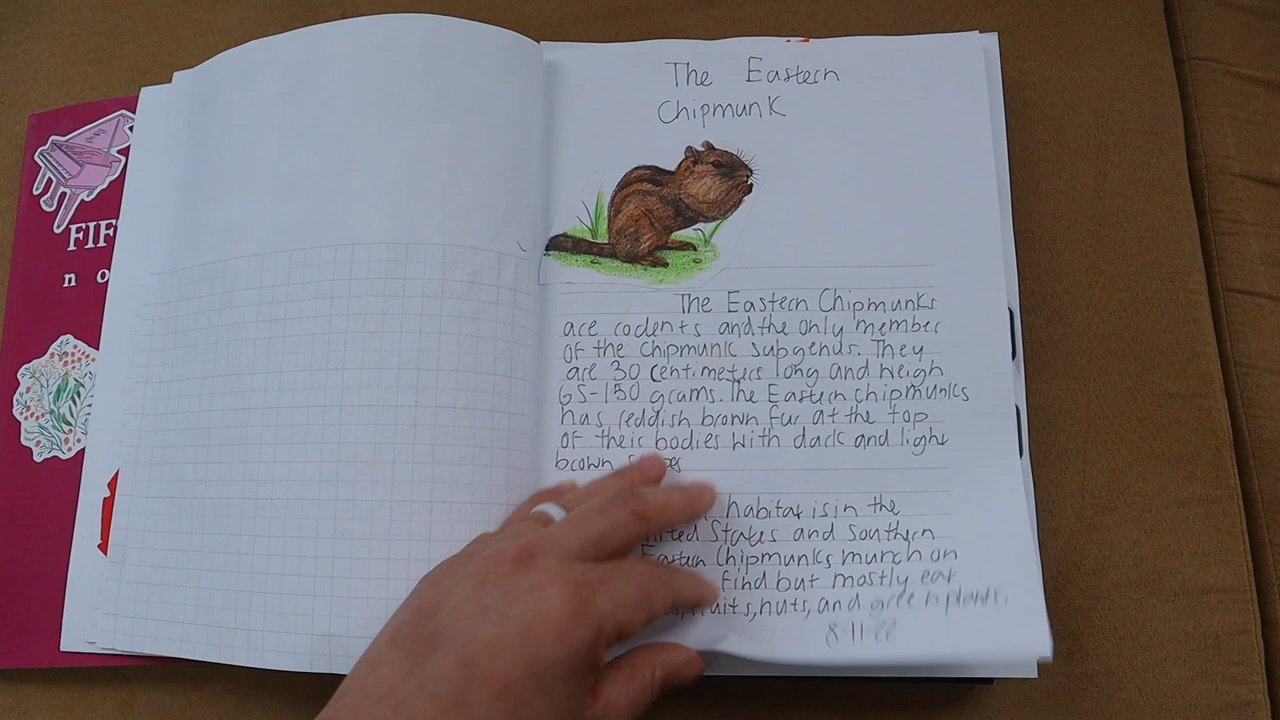 FIF
n o
The Eastern
Chipmunk
The Eastern Chipmunks
are rodents and the only member
of the chipmunk subgenus. They
are 30 centimeters long and weigh
65-150 grams. The Eastern chipmunks
has reddish brown fur at the top
of their bodies with dark and light
brown
habitat is in the
States and Southern
Eastern Chipmunks munch on
find but mostly eat
fruits, nuts, and green plants.
8-11-22